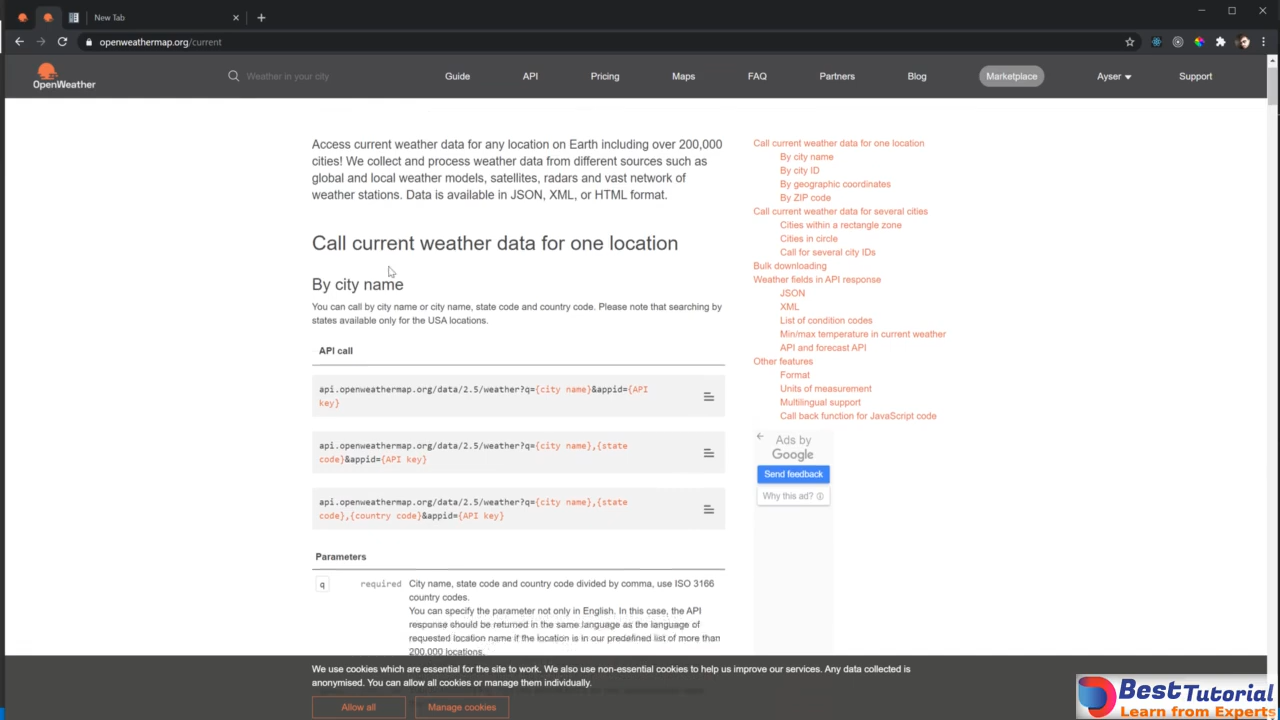 New Tab
openweathermap.org/current
OpenWeather
Weather in your city
Guide
API
Pricing
Maps
FAQ
Partners
Blog
Marketplace
Ayser
Support
Access current weather data for any location on Earth including over 200,000
cities! We collect and process weather data from different sources such as
global and local weather models, satellites, radars and vast network of
weather stations. Data is available in JSON, XML, or HTML format.
Call current weather data for one location
By city name
You can call by city name or city name, state code and country code. Please note that searching by
states available only for the USA locations.
API call
api.openweathermap.org/data/2.5/weather?q={city name}&appid={API
key}
api.openweathermap.org/data/2.5/weather?q={city name},{state
code}&appid={API key}
api.openweathermap.org/data/2.5/weather?q={city name},{state
code},{country code}&appid={API key}
Parameters
q
required
City name, state code and country code divided by comma, use ISO 3166
country codes.
You can specify the parameter not only in English. In this case, the API
response should be returned in the same language as the language of
requested location name if the location is in our predefined list of more than
200,000 locations.
Call current weather data for one location
By city name
By city ID
By geographic coordinates
By ZIP code
Call current weather data for several cities
Cities within a rectangle zone
Cities in circle
Call for several city IDs
Bulk downloading
Weather fields in API response
JSON
XML
List of condition codes
Min/max temperature in current weather
API and forecast API
Other features
Format
Units of measurement
Multilingual support
Call back function for JavaScript code
Ads by
Google
Send feedback
Why this ad?
We use cookies which are essential for the site to work. We also use non-essential cookies to help us improve our services. Any data collected is
anonymised. You can allow all cookies or manage them individually.
Allow all
Manage cookies
BestTutorial
Learn from Experts